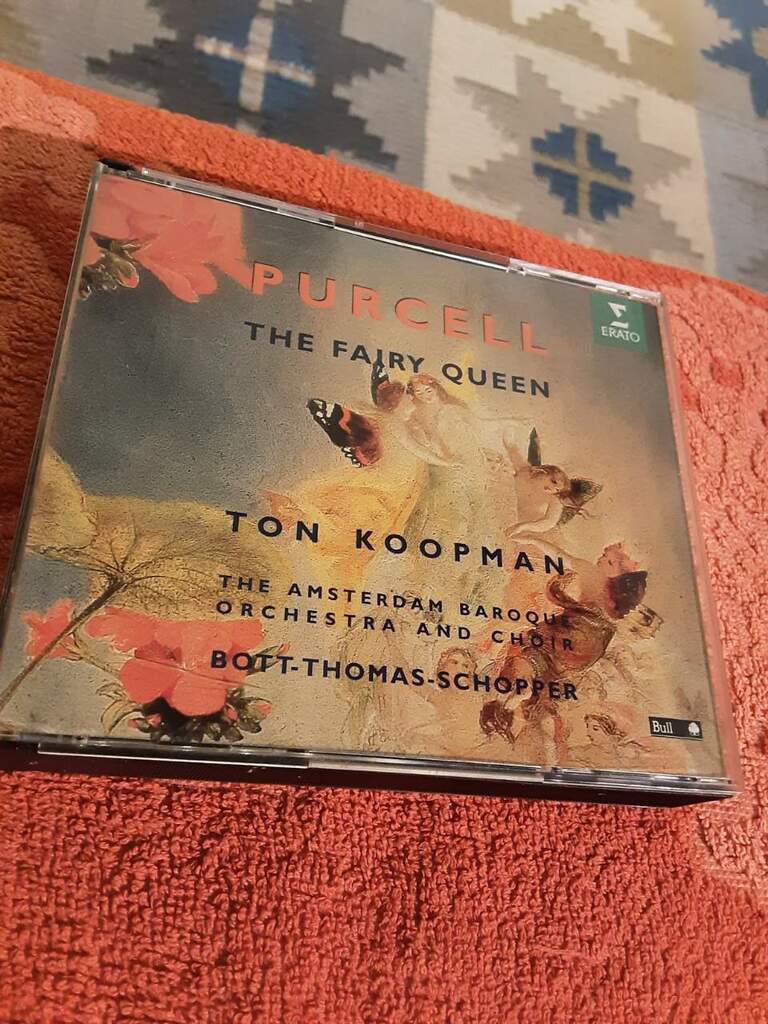 PURCELL
THE FAIRY QUEEN
ERATO
TON KOOPMAN
THE AMSTERDAM BAROQUE
ORCHESTRA AND CHOIR
BOTT-THOMAS-SCHOPPER
Bull